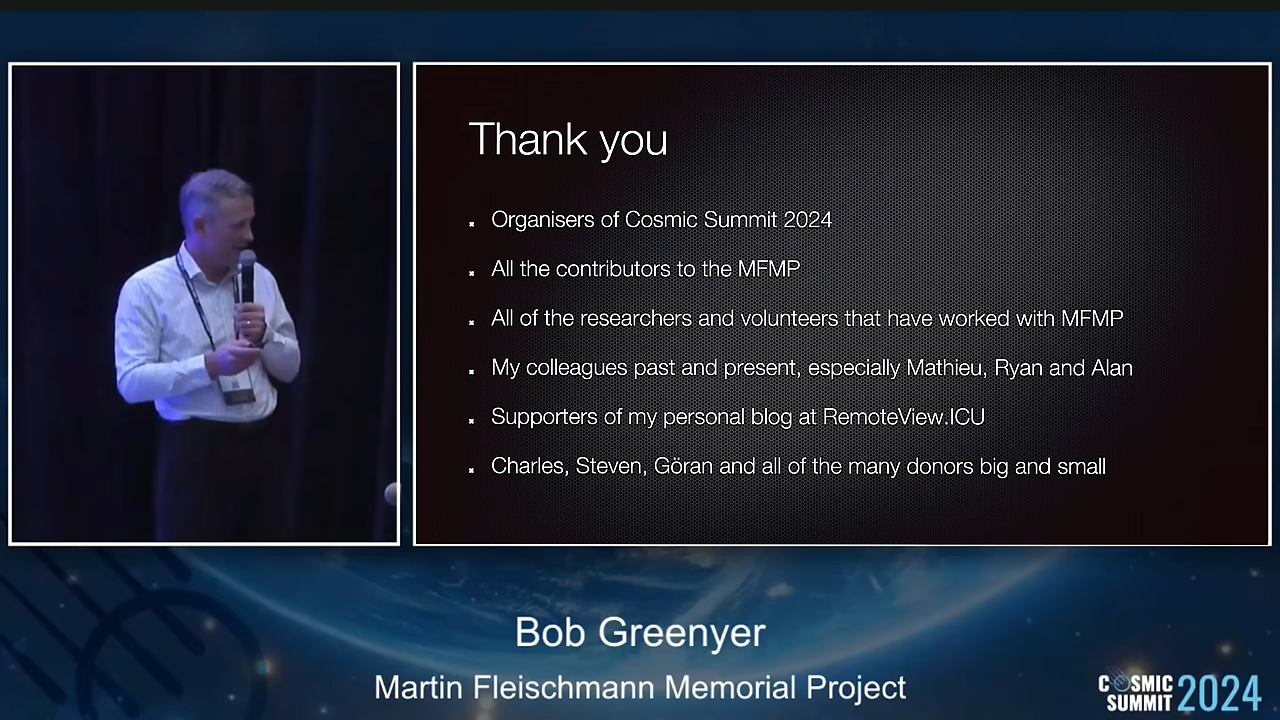 Thank you
Organisers of Cosmic Summit 2024
All the contributors to the MFMP
All of the researchers and volunteers that have worked with MFMP
My colleagues past and present, especially Mathieu, Ryan and Alan
Supporters of my personal blog at RemoteView.ICU
Charles, Steven, Göran and all of the many donors big and small
Bob Greenyer
Martin Fleischmann Memorial Project
COSMIC
SUMMIT 2024